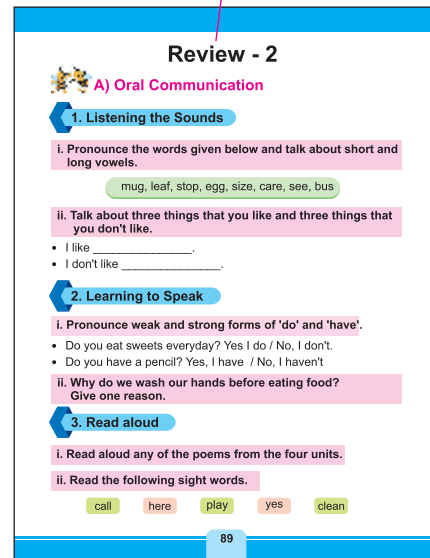 Review - 2
A) Oral Communication
1. Listening the Sounds
i. Pronounce the words given below and talk about short and
long vowels.
mug, leaf, stop, egg, size, care, see, bus
ii. Talk about three things that you like and three things that
you don't like.
• I like _______________.
• I don't like _______________.
2. Learning to Speak
i. Pronounce weak and strong forms of 'do' and 'have'.
• Do you eat sweets everyday? Yes I do / No, I don't.
• Do you have a pencil? Yes, I have / No, I haven't
ii. Why do we wash our hands before eating food?
Give one reason.
3. Read aloud
i. Read aloud any of the poems from the four units.
ii. Read the following sight words.
call here play yes clean
89